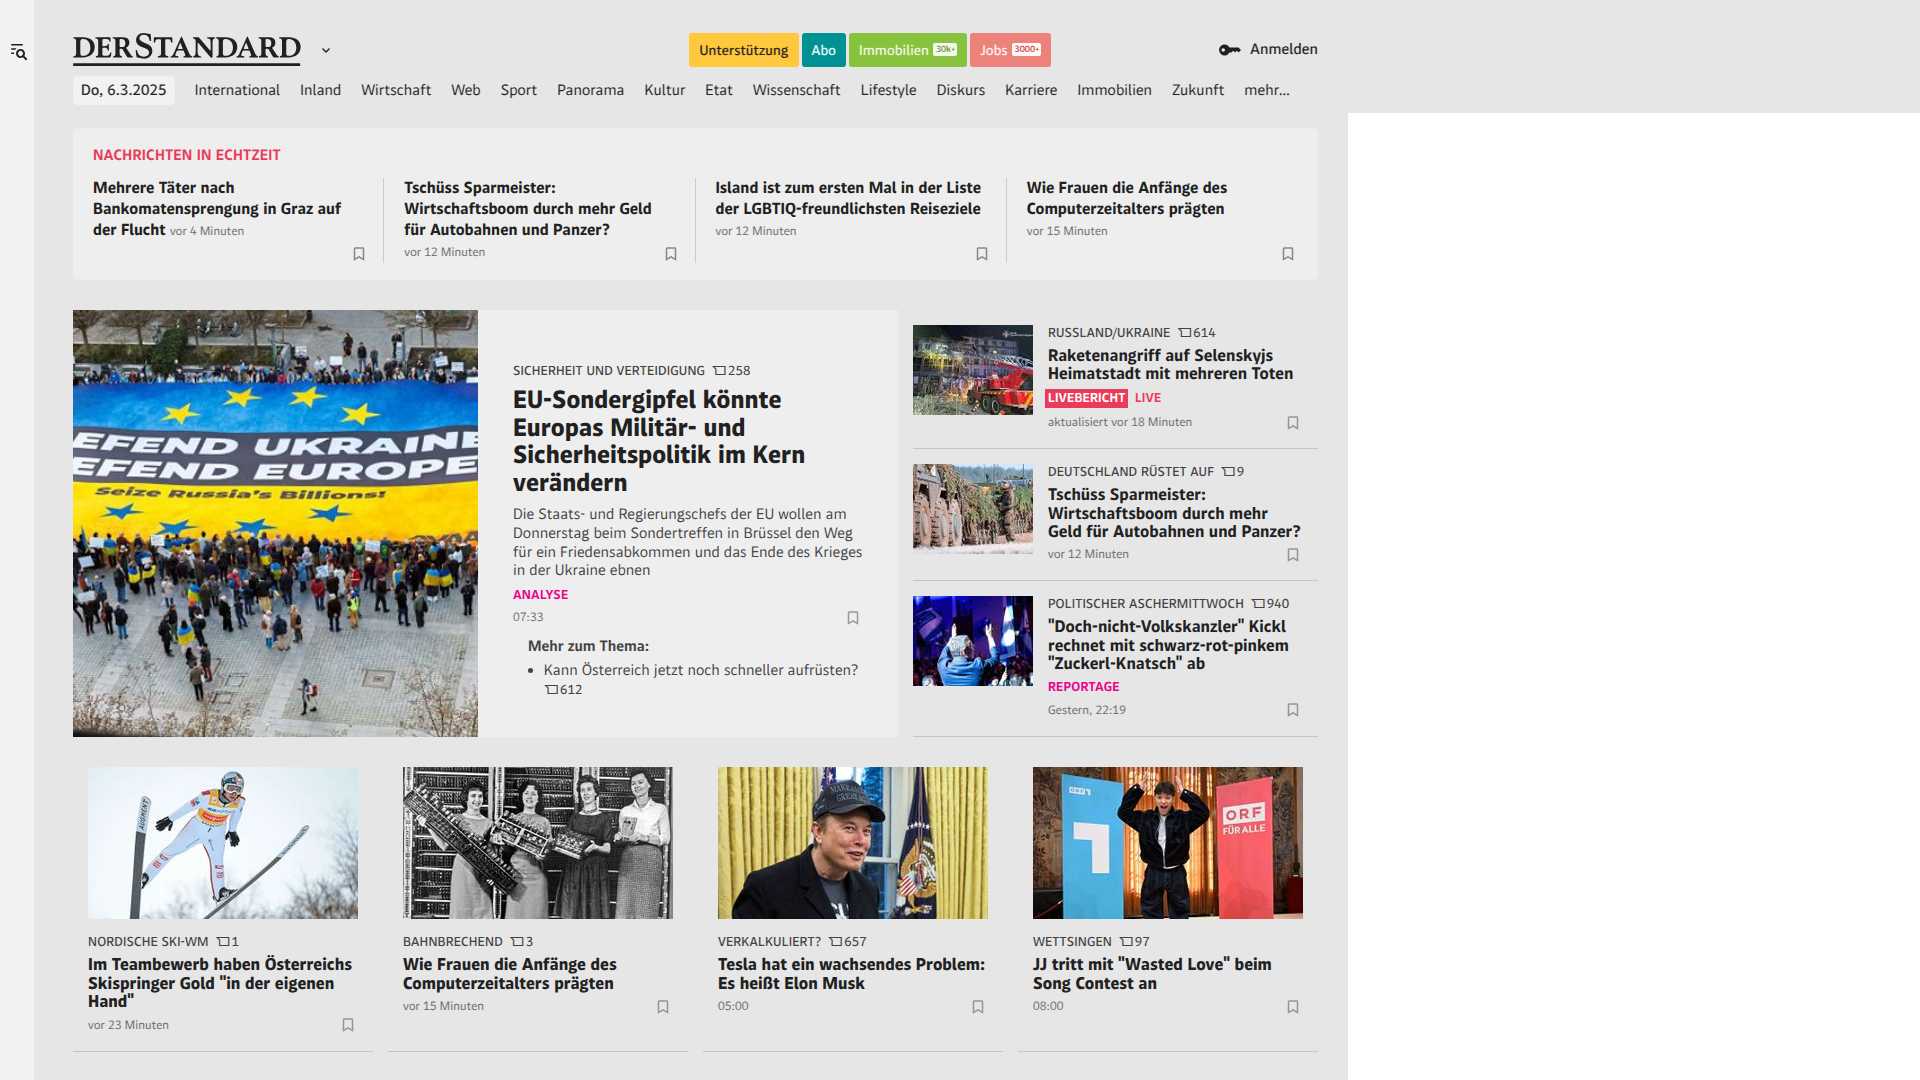 DERSTANDARD
Unterstützung
Abo
Immobilien 30k+
Jobs 3000+
Anmelden
Do, 6.3.2025
International
Inland
Wirtschaft
Web
Sport
Panorama
Kultur
Etat
Wissenschaft
Lifestyle
Diskurs
Karriere
Immobilien
Zukunft
mehr...
NACHRICHTEN IN ECHTZEIT
Mehrere Täter nach
Bankomatensprengung in Graz auf
der Flucht vor 4 Minuten
Tschüss Sparmeister:
Wirtschaftsboom durch mehr Geld
für Autobahnen und Panzer?
vor 12 Minuten
Island ist zum ersten Mal in der Liste
der LGBTIQ-freundlichsten Reiseziele
vor 12 Minuten
Wie Frauen die Anfänge des
Computerzeitalters prägten
vor 15 Minuten
EFEND UKRAINE
EFEND EUROPE
Seize Russia's Billions!
SICHERHEIT UND VERTEIDIGUNG 258
EU-Sondergipfel könnte
Europas Militär- und
Sicherheitspolitik im Kern
verändern
Die Staats- und Regierungschefs der EU wollen am
Donnerstag beim Sondertreffen in Brüssel den Weg
für ein Friedensabkommen und das Ende des Krieges
in der Ukraine ebnen
ANALYSE
07:33
Mehr zum Thema:
• Kann Österreich jetzt noch schneller aufrüsten?
612
RUSSLAND/UKRAINE 614
Raketenangriff auf Selenskyjs
Heimatstadt mit mehreren Toten
LIVEBERICHT LIVE
aktualisiert vor 18 Minuten
DEUTSCHLAND RÜSTET AUF 9
Tschüss Sparmeister:
Wirtschaftsboom durch mehr
Geld für Autobahnen und Panzer?
vor 12 Minuten
POLITISCHER ASCHERMITTWOCH 940
"Doch-nicht-Volkskanzler" Kickl
rechnet mit schwarz-rot-pinkem
"Zuckerl-Knatsch" ab
REPORTAGE
Gestern, 22:19
AUGMENT
NORDISCHE SKI-WM 1
Im Teambewerb haben Österreichs
Skispringer Gold "in der eigenen
Hand"
vor 23 Minuten
BAHNBRECHEND 3
Wie Frauen die Anfänge des
Computerzeitalters prägten
vor 15 Minuten
VERKALKULIERT? 657
Tesla hat ein wachsendes Problem:
Es heißt Elon Musk
05:00
ORF 1
ORF
FÜR ALLE
WETTSINGEN 97
JJ tritt mit "Wasted Love" beim
Song Contest an
08:00